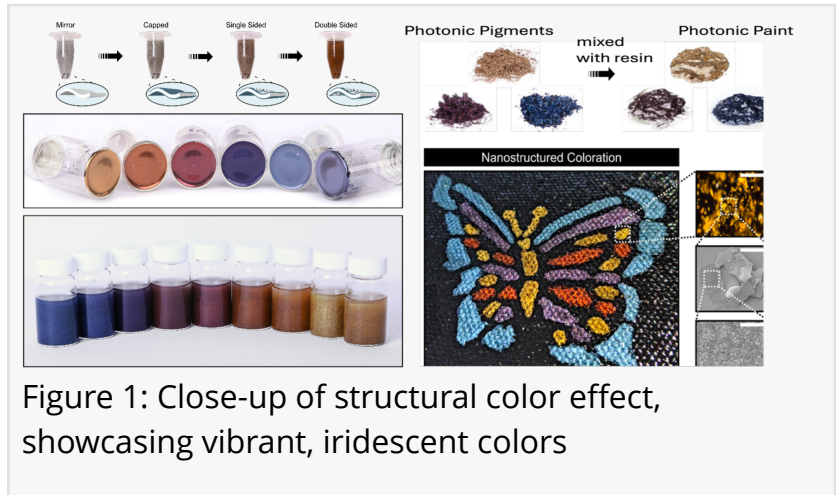 Mirror
Capped
Single Sided
Double Sided
Photonic Pigments
mixed
with resin
Photonic Paint
Nanostructured Coloration
Figure 1: Close-up of structural color effect,
showcasing vibrant, iridescent colors